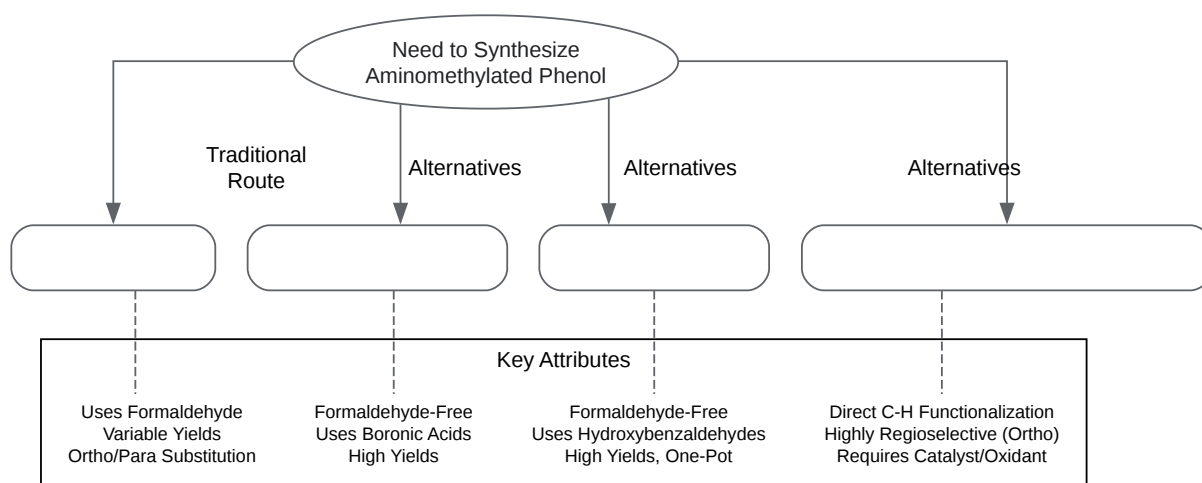 Need to Synthesize
Aminomethylated Phenol
Traditional
Route
Alternatives
Alternatives
Alternatives
Key Attributes
Uses Formaldehyde
Variable Yields
Ortho/Para Substitution
Formaldehyde-Free
Uses Boronic Acids
High Yields
Formaldehyde-Free
Uses Hydroxybenzaldehydes
High Yields, One-Pot
Direct C-H Functionalization
Highly Regioselective (Ortho)
Requires Catalyst/Oxidant